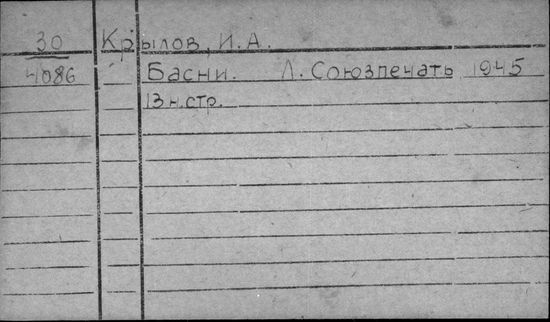 30 Крылов, И.А.
4086 Басни. Л. Союзпечать 1945
13 н.стр.